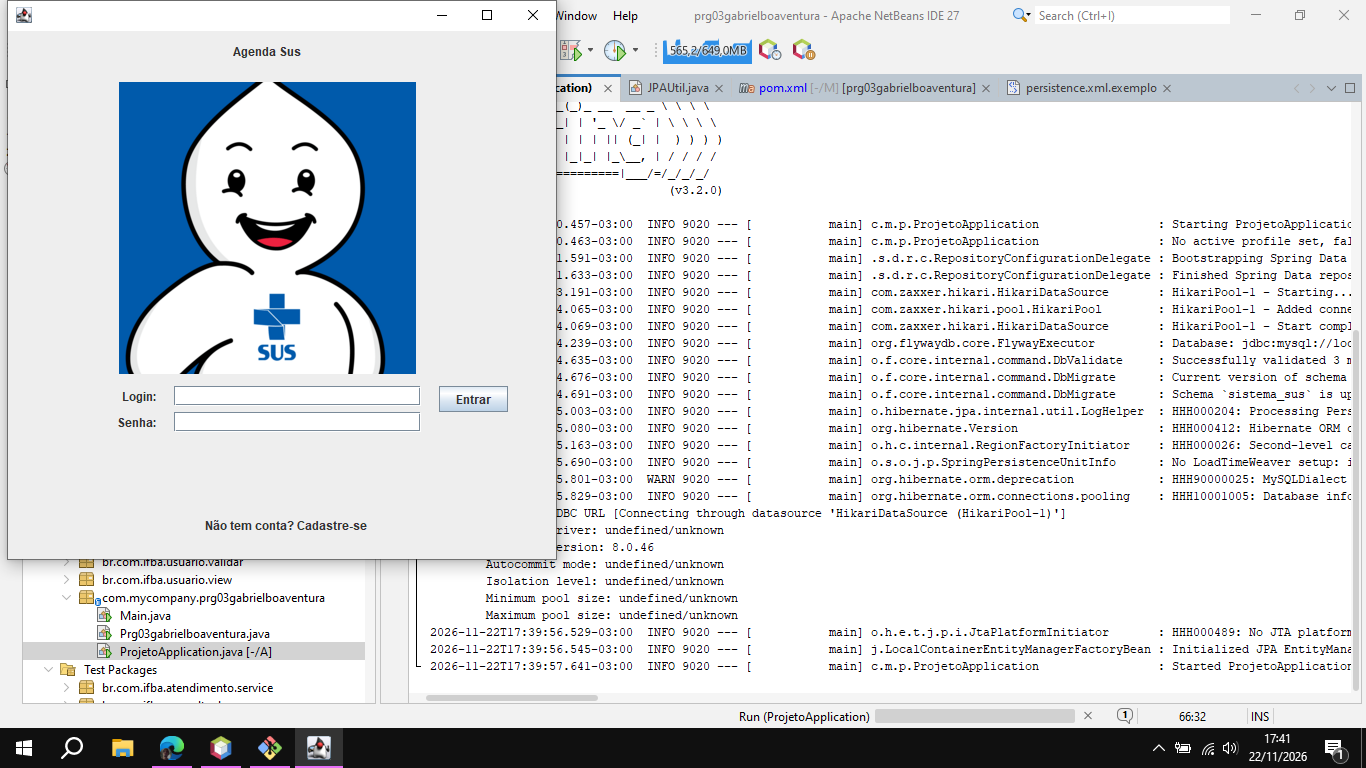 Agenda Sus
SUS
Login:
Entrar
Senha:
Não tem conta? Cadastre-se
Window Help
prg03gabrielboaventura - Apache NetBeans IDE 27
Search (Ctrl+I)
565,2/649,0MB
cation)
JPAUtil.java
pom.xml [-/M] [prg03gabrielboaventura]
persistence.xml.exemplo
(v3.2.0)
0.457-03:00 INFO 9020 --- [ main] c.m.p.ProjetoApplication : Starting ProjetoApplicatio
0.463-03:00 INFO 9020 --- [ main] c.m.p.ProjetoApplication : No active profile set, fal
1.591-03:00 INFO 9020 --- [ main] .s.d.r.c.RepositoryConfigurationDelegate : Bootstrapping Spring Data
1.633-03:00 INFO 9020 --- [ main] .s.d.r.c.RepositoryConfigurationDelegate : Finished Spring Data repos
3.191-03:00 INFO 9020 --- [ main] com.zaxxer.hikari.HikariDataSource : HikariPool-1 - Starting...
4.065-03:00 INFO 9020 --- [ main] com.zaxxer.hikari.pool.HikariPool : HikariPool-1 - Added conne
4.069-03:00 INFO 9020 --- [ main] com.zaxxer.hikari.HikariDataSource : HikariPool-1 - Start compl
4.239-03:00 INFO 9020 --- [ main] org.flywaydb.core.FlywayExecutor : Database: jdbc:mysql://loc
4.635-03:00 INFO 9020 --- [ main] o.f.core.internal.command.DbValidate : Successfully validated 3 m
4.676-03:00 INFO 9020 --- [ main] o.f.core.internal.command.DbMigrate : Current version of schema
4.691-03:00 INFO 9020 --- [ main] o.f.core.internal.command.DbMigrate : Schema `sistema_sus` is up
5.003-03:00 INFO 9020 --- [ main] o.hibernate.jpa.internal.util.LogHelper : HHH000204: Processing Pers
5.080-03:00 INFO 9020 --- [ main] org.hibernate.Version : HHH000412: Hibernate ORM c
5.163-03:00 INFO 9020 --- [ main] o.h.c.internal.RegionFactoryInitiator : HHH000026: Second-level ca
5.690-03:00 INFO 9020 --- [ main] o.s.o.j.p.SpringPersistenceUnitInfo : No LoadTimeWeaver setup: i
5.801-03:00 WARN 9020 --- [ main] org.hibernate.orm.deprecation : HHH90000025: MySQLDialect
5.829-03:00 INFO 9020 --- [ main] org.hibernate.orm.connections.pooling : HHH10001005: Database info
DBC URL [Connecting through datasource 'HikariDataSource (HikariPool-1)']
river: undefined/unknown
ersion: 8.0.46
Autocommit mode: undefined/unknown
Isolation level: undefined/unknown
Minimum pool size: undefined/unknown
Maximum pool size: undefined/unknown
2026-11-22T17:39:56.529-03:00 INFO 9020 --- [ main] o.h.e.t.j.p.i.JtaPlatformInitiator : HHH000489: No JTA platform
2026-11-22T17:39:56.545-03:00 INFO 9020 --- [ main] j.LocalContainerEntityManagerFactoryBean : Initialized JPA EntityMana
2026-11-22T17:39:57.641-03:00 INFO 9020 --- [ main] c.m.p.ProjetoApplication : Started ProjetoApplication
br.com.ifba.usuario.validar
br.com.ifba.usuario.view
com.mycompany.prg03gabrielboaventura
Main.java
Prg03gabrielboaventura.java
ProjetoApplication.java [-/A]
Test Packages
br.com.ifba.atendimento.service
Run (ProjetoApplication)
1
66:32
INS
17:41
22/11/2026
1